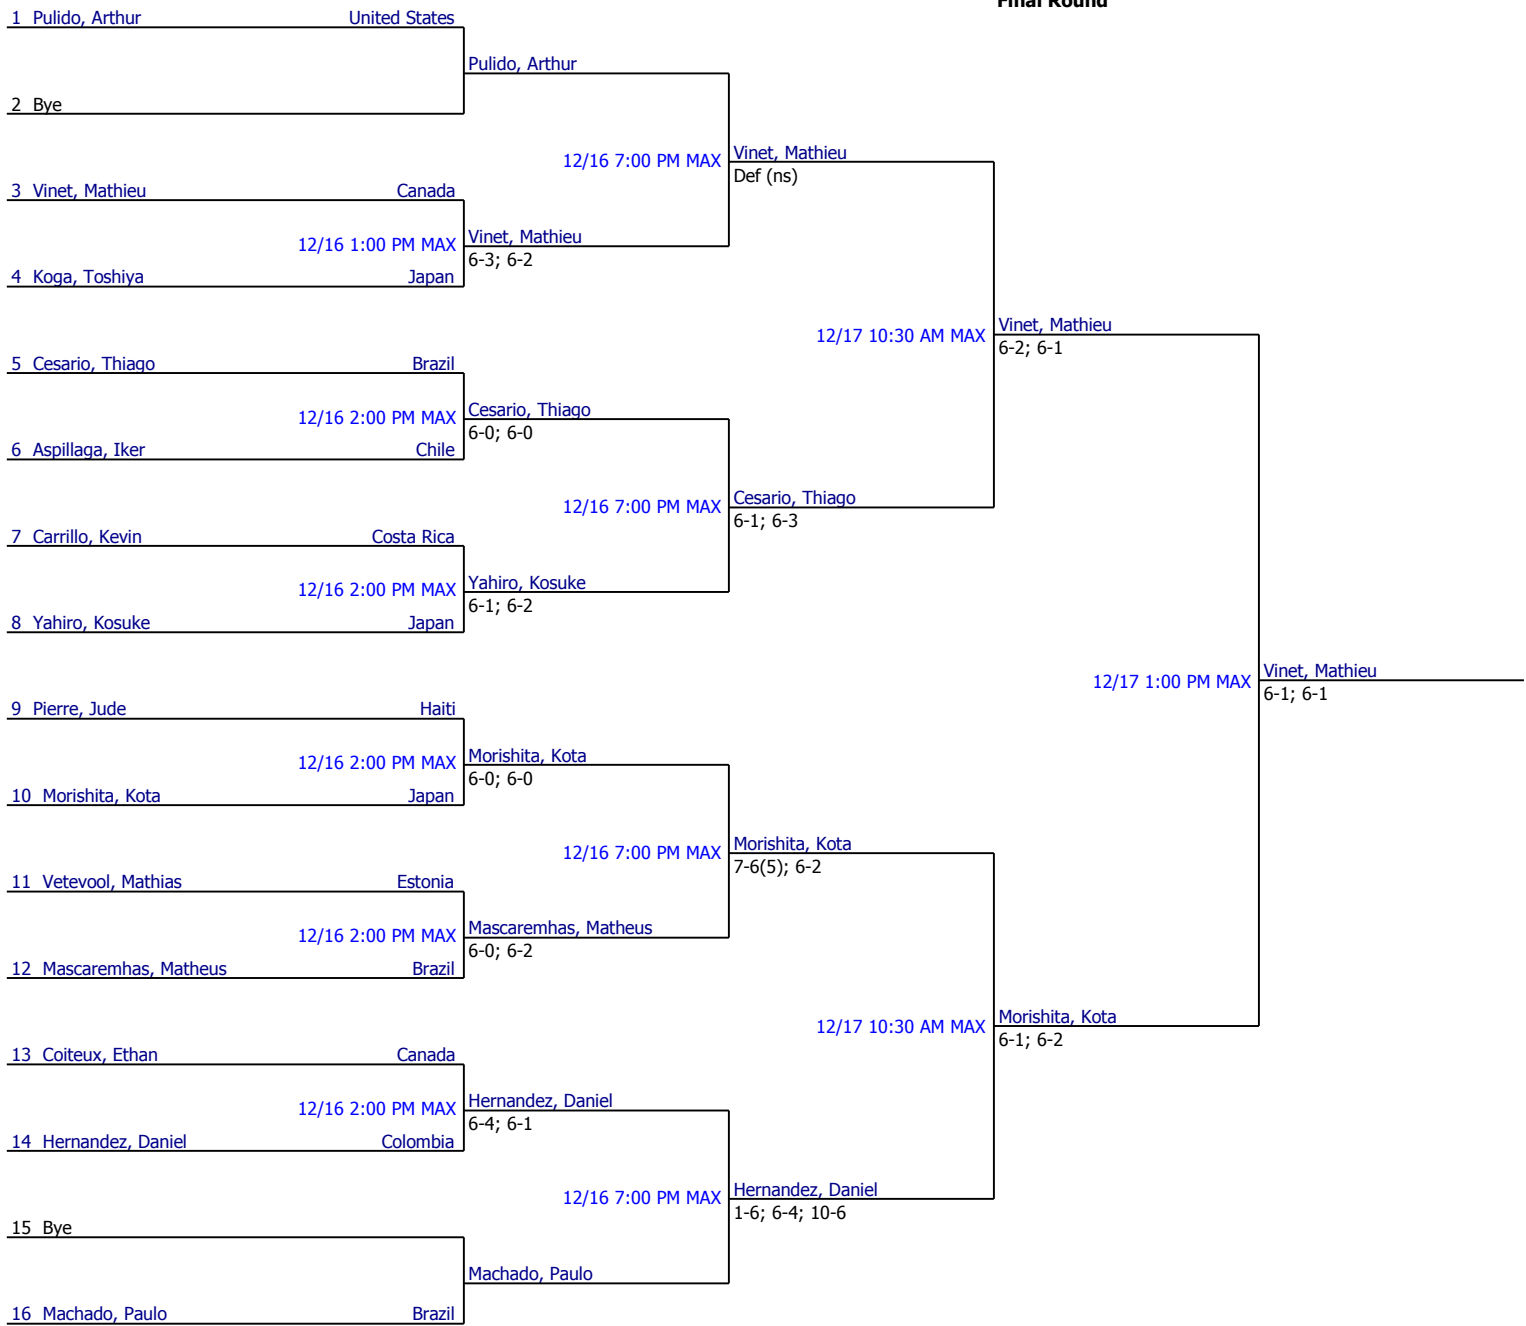 Final Round
1 Pulido, Arthur United States
Pulido, Arthur
2 Bye
12/16 7:00 PM MAX Vinet, Mathieu
Def (ns)
3 Vinet, Mathieu Canada
12/16 1:00 PM MAX Vinet, Mathieu
6-3; 6-2
4 Koga, Toshiya Japan
12/17 10:30 AM MAX Vinet, Mathieu
6-2; 6-1
5 Cesario, Thiago Brazil
12/16 2:00 PM MAX Cesario, Thiago
6-0; 6-0
6 Aspillaga, Iker Chile
12/16 7:00 PM MAX Cesario, Thiago
6-1; 6-3
7 Carrillo, Kevin Costa Rica
12/16 2:00 PM MAX Yahiro, Kosuke
6-1; 6-2
8 Yahiro, Kosuke Japan
12/17 1:00 PM MAX Vinet, Mathieu
6-1; 6-1
9 Pierre, Jude Haiti
12/16 2:00 PM MAX Morishita, Kota
6-0; 6-0
10 Morishita, Kota Japan
12/16 7:00 PM MAX Morishita, Kota
7-6(5); 6-2
11 Vetevool, Mathias Estonia
12/16 2:00 PM MAX Mascaremhas, Matheus
6-0; 6-2
12 Mascaremhas, Matheus Brazil
12/17 10:30 AM MAX Morishita, Kota
6-1; 6-2
13 Coiteux, Ethan Canada
12/16 2:00 PM MAX Hernandez, Daniel
6-4; 6-1
14 Hernandez, Daniel Colombia
12/16 7:00 PM MAX Hernandez, Daniel
1-6; 6-4; 10-6
15 Bye
Machado, Paulo
16 Machado, Paulo Brazil